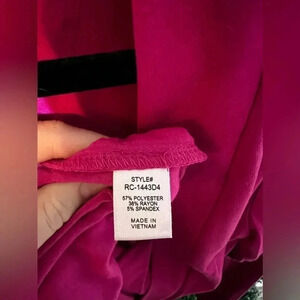 STYLE#
RC-1443D4
57% POLYESTER
38% RAYON
5% SPANDEX
MADE IN
VIETNAM